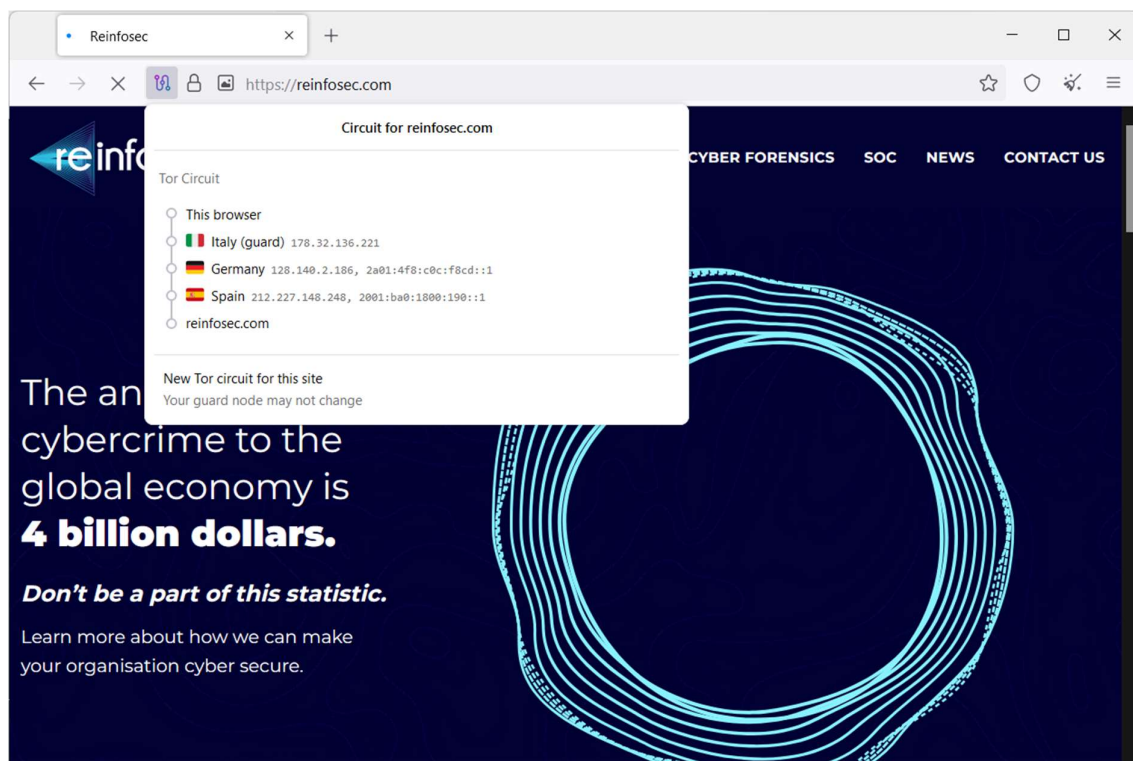 Reinfosec
https://reinfosec.com
reinfo
CYBER FORENSICS SOC NEWS CONTACT US
Circuit for reinfosec.com
Tor Circuit
This browser
Italy (guard) 178.32.136.221
Germany 128.140.2.186, 2a01:4f8:c0c:f8cd::1
Spain 212.227.148.248, 2001:ba0:1800:190::1
reinfosec.com
New Tor circuit for this site
Your guard node may not change
The an
cybercrime to the
global economy is
4 billion dollars.
Don’t be a part of this statistic.
Learn more about how we can make
your organisation cyber secure.